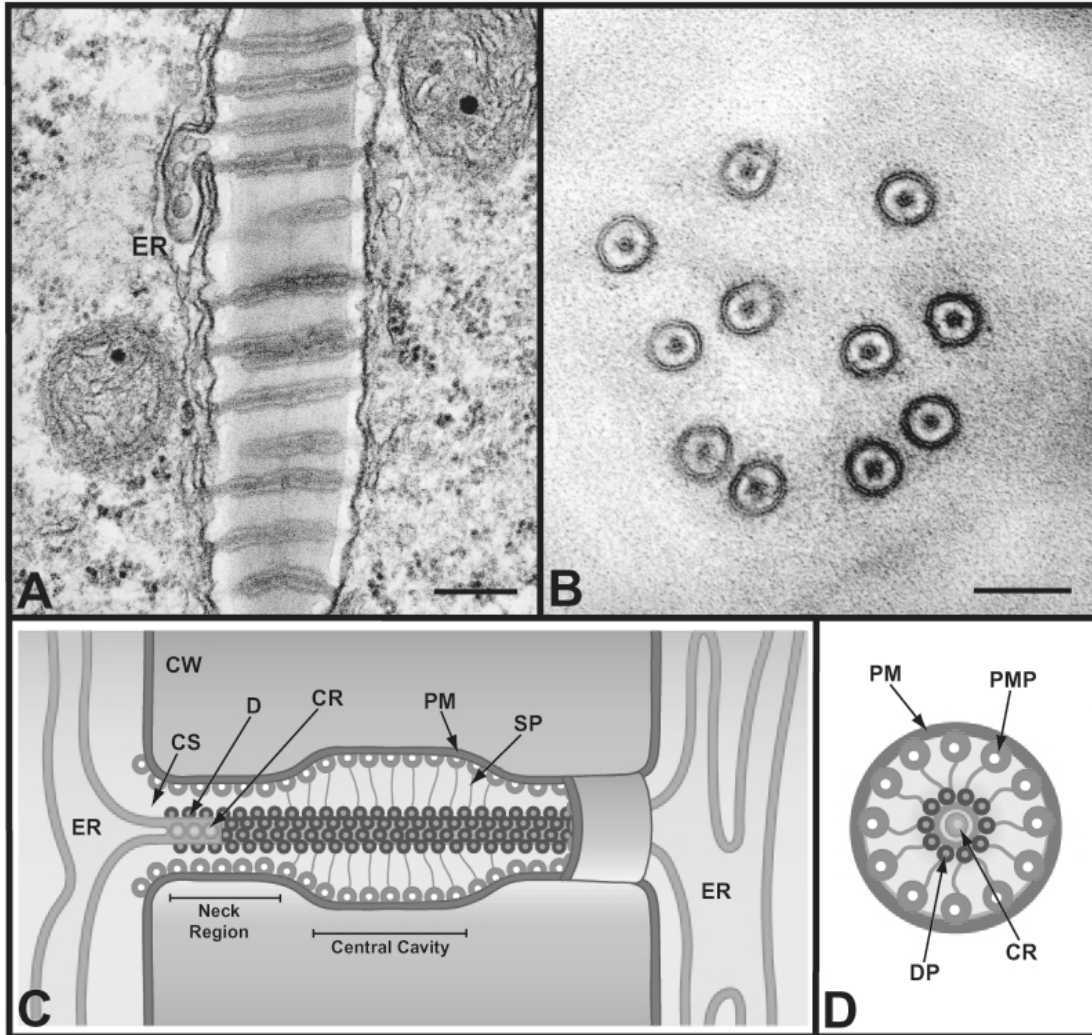 ER
A
B
CW
D
CR
PM
SP
CS
ER
ER
Neck
Region
Central Cavity
C
PM
PMP
DP
CR
D